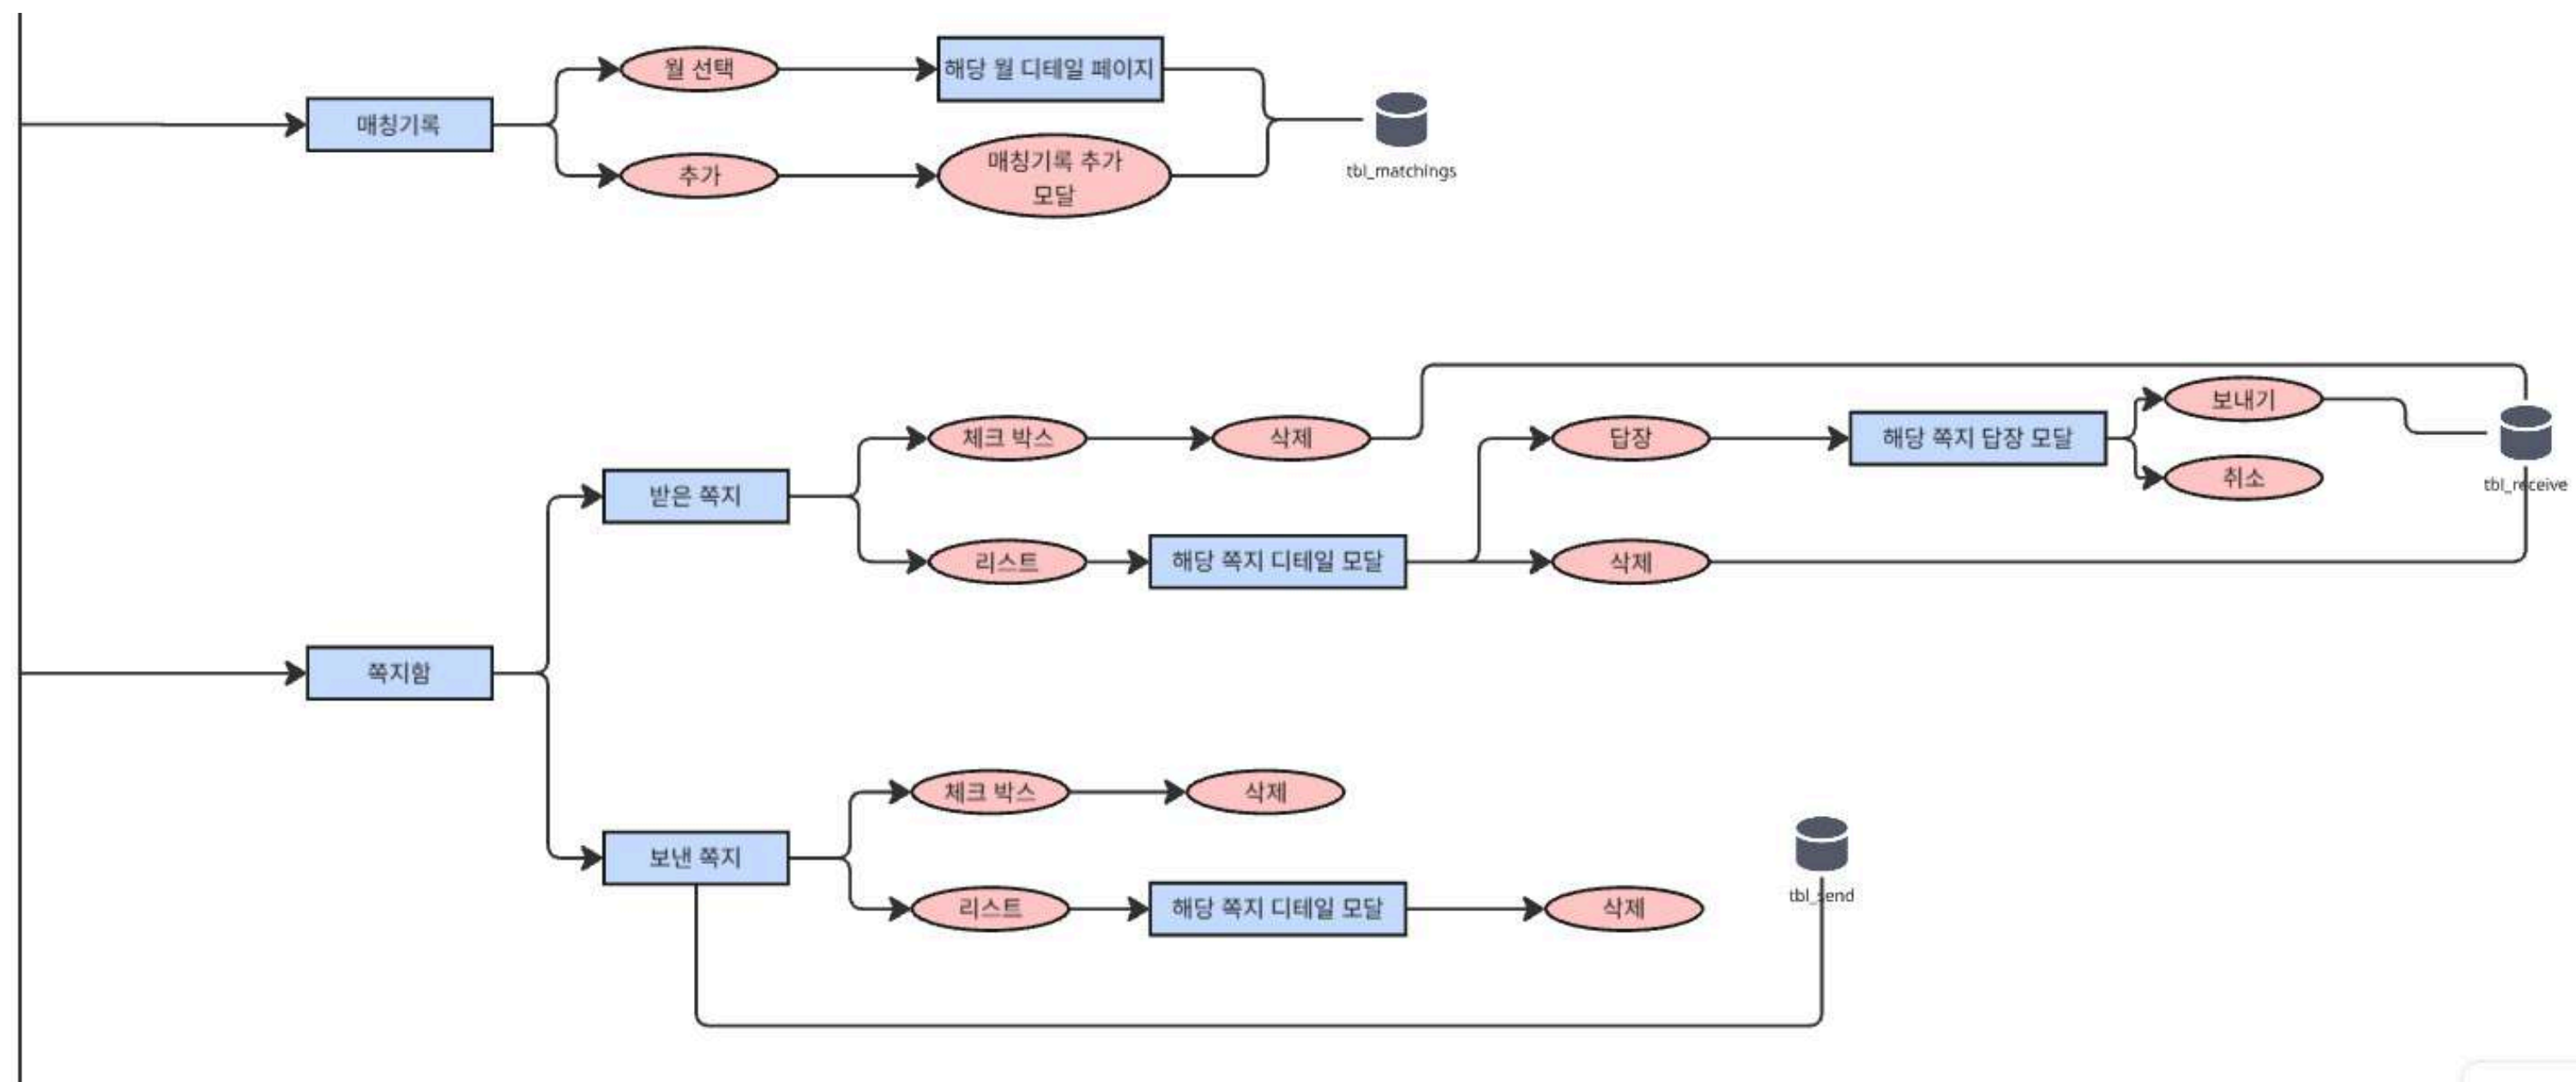 월 선택
해당 월 디테일 페이지
매칭기록
추가
매칭기록 추가
모달
tbl_matchings
체크 박스
삭제
답장
해당 쪽지 답장 모달
보내기
취소
tbl_receive
받은 쪽지
리스트
해당 쪽지 디테일 모달
삭제
쪽지함
체크 박스
삭제
보낸 쪽지
리스트
해당 쪽지 디테일 모달
삭제
tbl_send